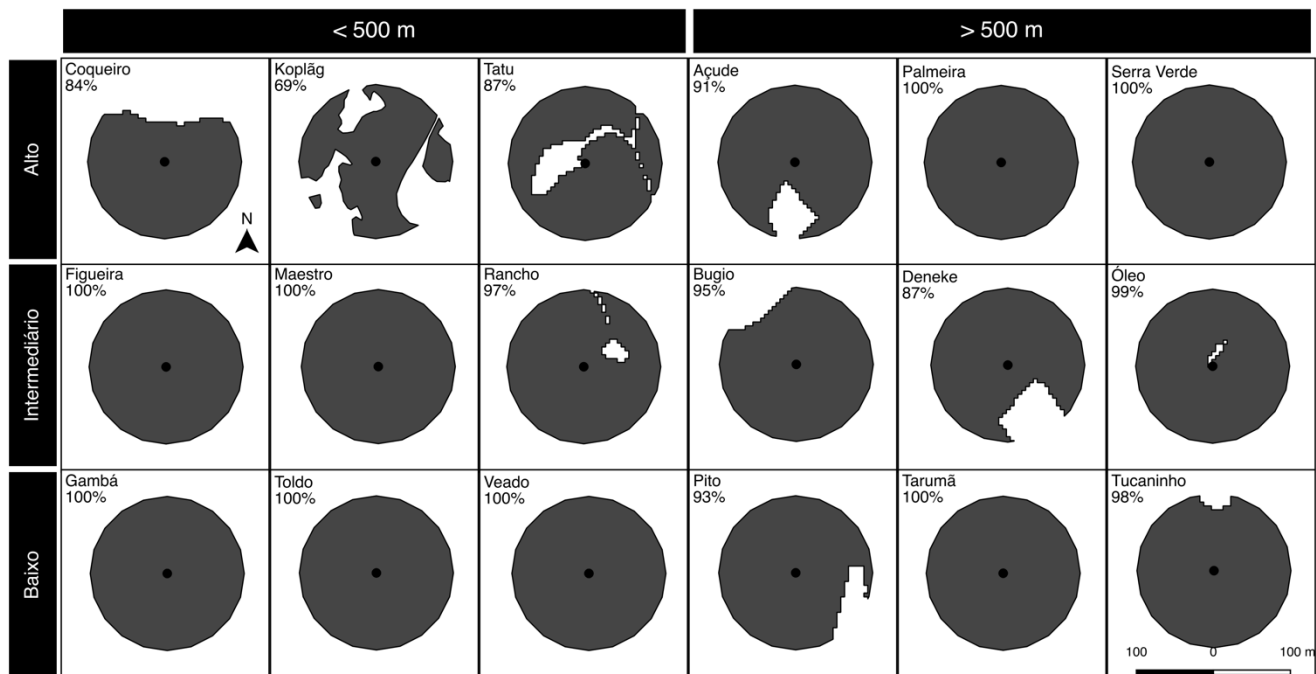 < 500 m
> 500 m
Alto
Coqueiro
84%
N
Koplãg
69%
Tatu
87%
Açude
91%
Palmeira
100%
Serra Verde
100%
Intermediário
Figueira
100%
Maestro
100%
Rancho
97%
Bugio
95%
Deneke
87%
Óleo
99%
Baixo
Gambá
100%
Toldo
100%
Veado
100%
Pito
93%
Tarumã
100%
Tucaninho
98%
100 0 100 m